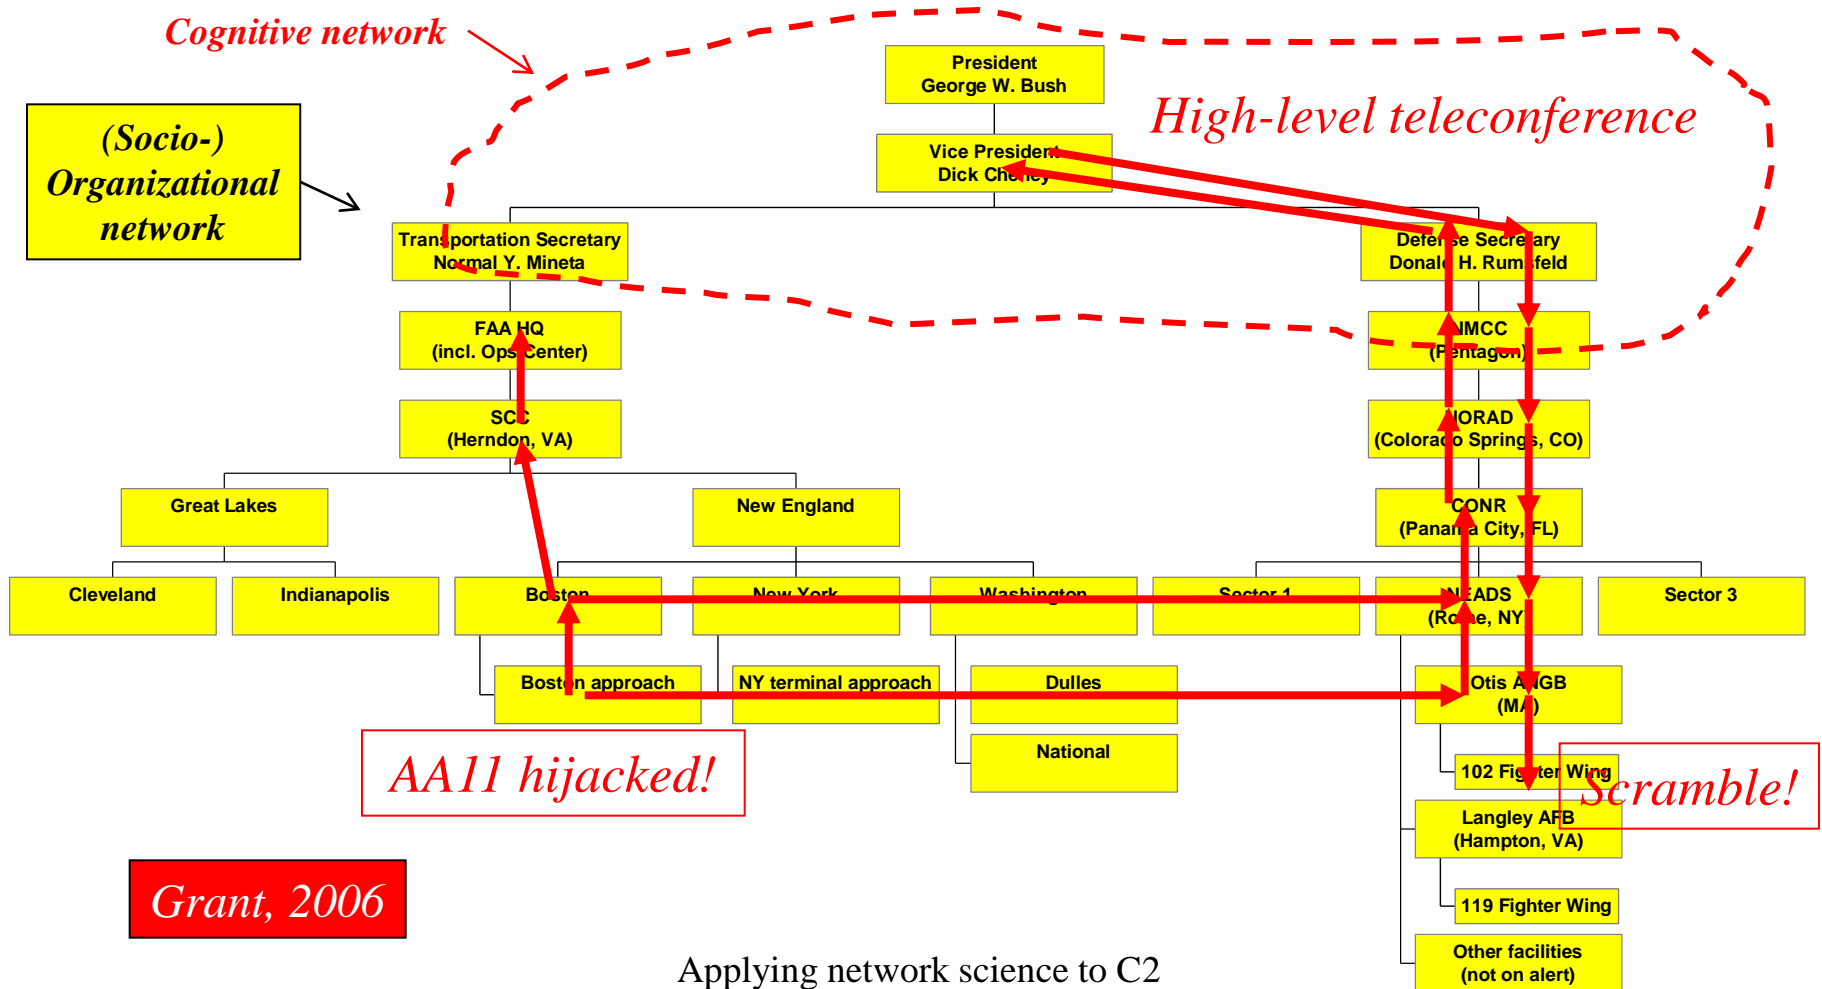 Cognitive network
President
George W. Bush
High-level teleconference
(Socio-)
Organizational
network
Vice President
Dick Cheney
Transportation Secretary
Normal Y. Mineta
Defense Secretary
Donald H. Rumsfeld
FAA HQ
(incl. Ops Center)
NMCC
(Pentagon)
SCC
(Herndon, VA)
NORAD
(Colorado Springs, CO)
Great Lakes
New England
CONR
(Panama City, FL)
Cleveland
Indianapolis
Boston
New York
Washington
Sector 1
NEADS
(Rome, NY)
Sector 3
Boston approach
NY terminal approach
Dulles
Otis ANGB
(MA)
AA11 hijacked!
National
102 Fighter Wing
Scramble!
Langley AFB
(Hampton, VA)
Grant, 2006
119 Fighter Wing
Other facilities
(not on alert)
Applying network science to C2